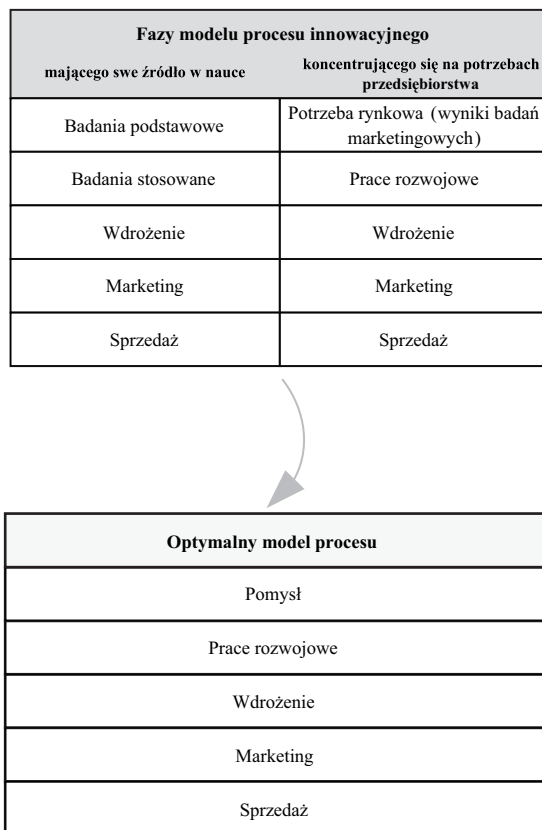 Fazy modelu procesu innowacyjnego
mającego swe źródło w nauce
koncentrującego się na potrzebach
przedsiębiorstwa
Badania podstawowe
Potrzeba rynkowa (wyniki badań
marketingowych)
Badania stosowane
Prace rozwojowe
Wdrożenie
Wdrożenie
Marketing
Marketing
Sprzedaż
Sprzedaż
Optymalny model procesu
Pomysł
Prace rozwojowe
Wdrożenie
Marketing
Sprzedaż